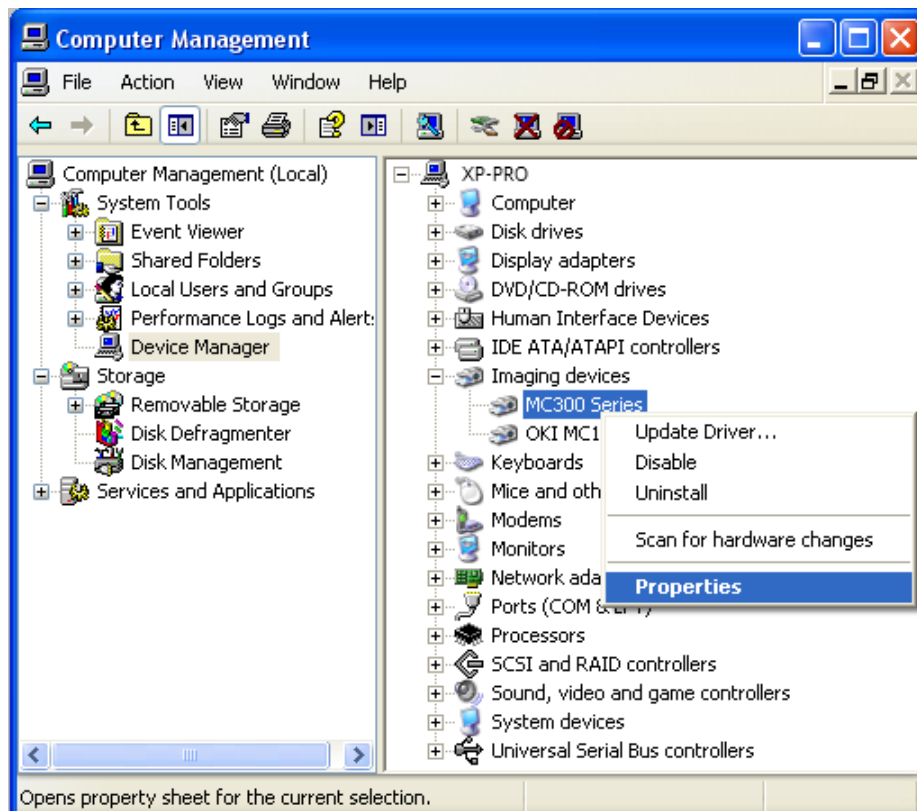 Computer Management
File Action View Window Help
Computer Management (Local)
System Tools
Event Viewer
Shared Folders
Local Users and Groups
Performance Logs and Alert
Device Manager
Storage
Removable Storage
Disk Defragmenter
Disk Management
Services and Applications
XP-PRO
Computer
Disk drives
Display adapters
DVD/CD-ROM drives
Human Interface Devices
IDE ATA/ATAPI controllers
Imaging devices
MC300 Series
OKI MC1
Keyboards
Mice and oth
Modems
Monitors
Network ada
Ports (COM &
Processors
SCSI and RAID controllers
Sound, video and game controllers
System devices
Universal Serial Bus controllers
Update Driver...
Disable
Uninstall
Scan for hardware changes
Properties
Opens property sheet for the current selection.